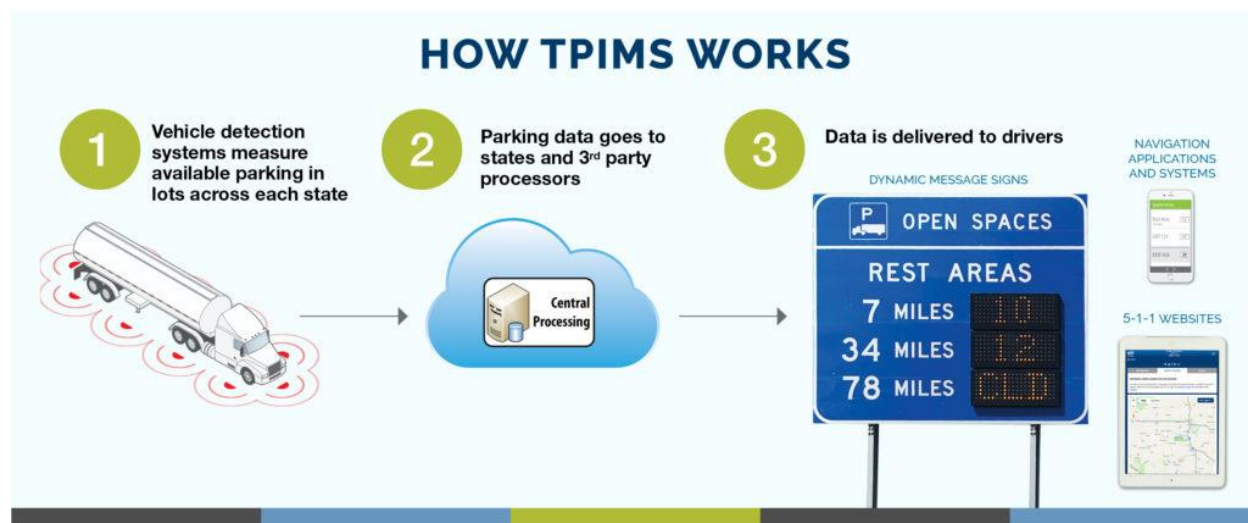 HOW TPIMS WORKS
1
Vehicle detection
systems measure
available parking in
lots across each state
2
Parking data goes to
states and 3rd party
processors
Central
Processing
3
Data is delivered to drivers
DYNAMIC MESSAGE SIGNS
P
OPEN SPACES
REST AREAS
7 MILES 10
34 MILES 12
78 MILES CLD
NAVIGATION
APPLICATIONS
AND SYSTEMS
5-1-1 WEBSITES